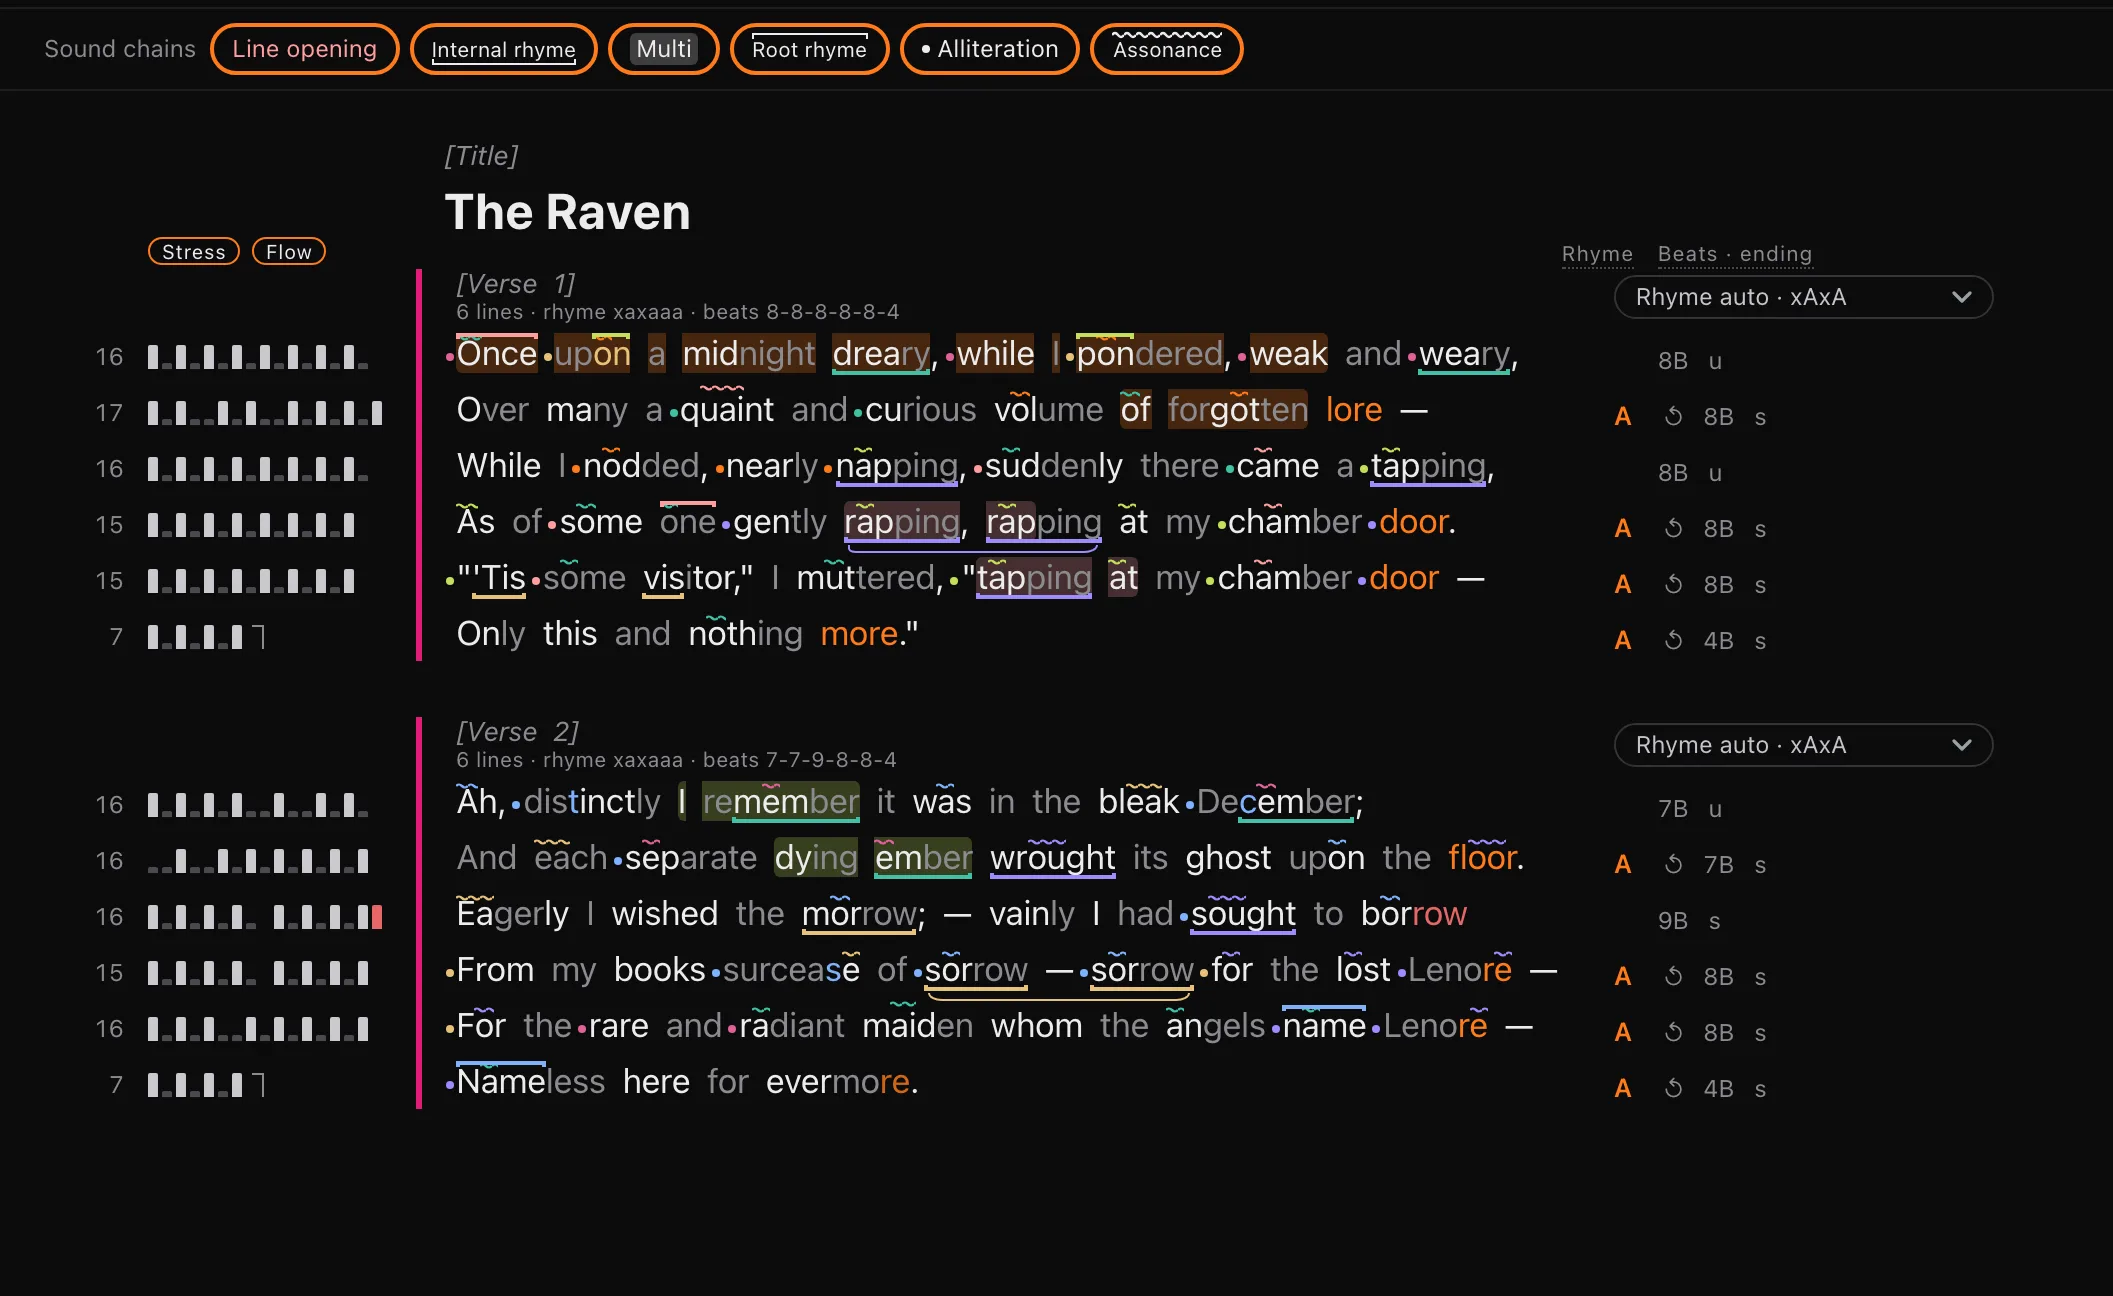 Sound chains Line opening Internal rhyme Multi Root rhyme • Alliteration Assonance
[Title]
The Raven
Stress Flow
Rhyme Beats · ending
[Verse 1]
6 lines · rhyme xaxaaa · beats 8-8-8-8-8-4
Rhyme auto · xAxA
16 Once upon a midnight dreary, while I pondered, weak and weary, 8B u
17 Over many a quaint and curious volume of forgotten lore — A 8B s
16 While I nodded, nearly napping, suddenly there came a tapping, 8B u
15 As of some one gently rapping, rapping at my chamber door. A 8B s
15 "'Tis some visitor," I muttered, "tapping at my chamber door — A 8B s
7 Only this and nothing more." A 4B s
[Verse 2]
6 lines · rhyme xaxaaa · beats 7-7-9-8-8-4
Rhyme auto · xAxA
16 Ah, distinctly I remember it was in the bleak December; 7B u
16 And each separate dying ember wrought its ghost upon the floor. A 7B s
16 Eagerly I wished the morrow; — vainly I had sought to borrow 9B s
15 From my books surcease of sorrow — sorrow for the lost Lenore — A 8B s
16 For the rare and radiant maiden whom the angels name Lenore — A 8B s
7 Nameless here for evermore. A 4B s